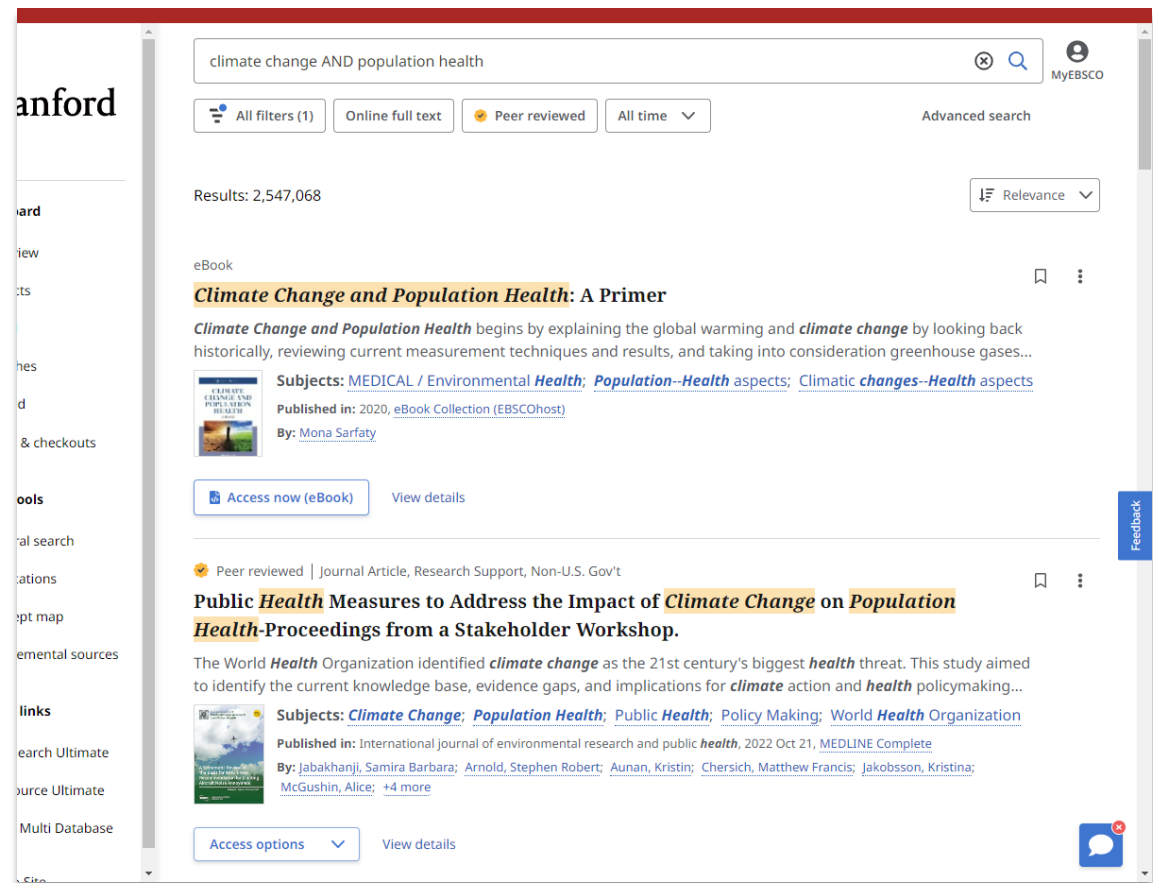 anford
ard
iew
cts
hes
d
& checkouts
ools
ral search
cations
ept map
emental sources
links
earch Ultimate
ource Ultimate
Multi Database
Site
climate change AND population health
MyEBSCO
All filters (1)
Online full text
Peer reviewed
All time
Advanced search
Results: 2,547,068
Relevance
eBook
Climate Change and Population Health: A Primer
Climate Change and Population Health begins by explaining the global warming and climate change by looking back
historically, reviewing current measurement techniques and results, and taking into consideration greenhouse gases...
CLIMATE
CHANGE AND
POPULATION
HEALTH
Subjects: MEDICAL / Environmental Health; Population--Health aspects; Climatic changes--Health aspects
Published in: 2020, eBook Collection (EBSCOhost)
By: Mona Sarfaty
Access now (eBook)
View details
Feedback
Peer reviewed | Journal Article, Research Support, Non-U.S. Gov't
Public Health Measures to Address the Impact of Climate Change on Population
Health-Proceedings from a Stakeholder Workshop.
The World Health Organization identified climate change as the 21st century's biggest health threat. This study aimed
to identify the current knowledge base, evidence gaps, and implications for climate action and health policymaking...
Subjects: Climate Change; Population Health; Public Health; Policy Making; World Health Organization
Published in: International journal of environmental research and public health, 2022 Oct 21, MEDLINE Complete
By: Jabakhanji, Samira Barbara; Arnold, Stephen Robert; Aunan, Kristin; Chersich, Matthew Francis; Jakobsson, Kristina;
McGushin, Alice; +4 more
Access options
View details